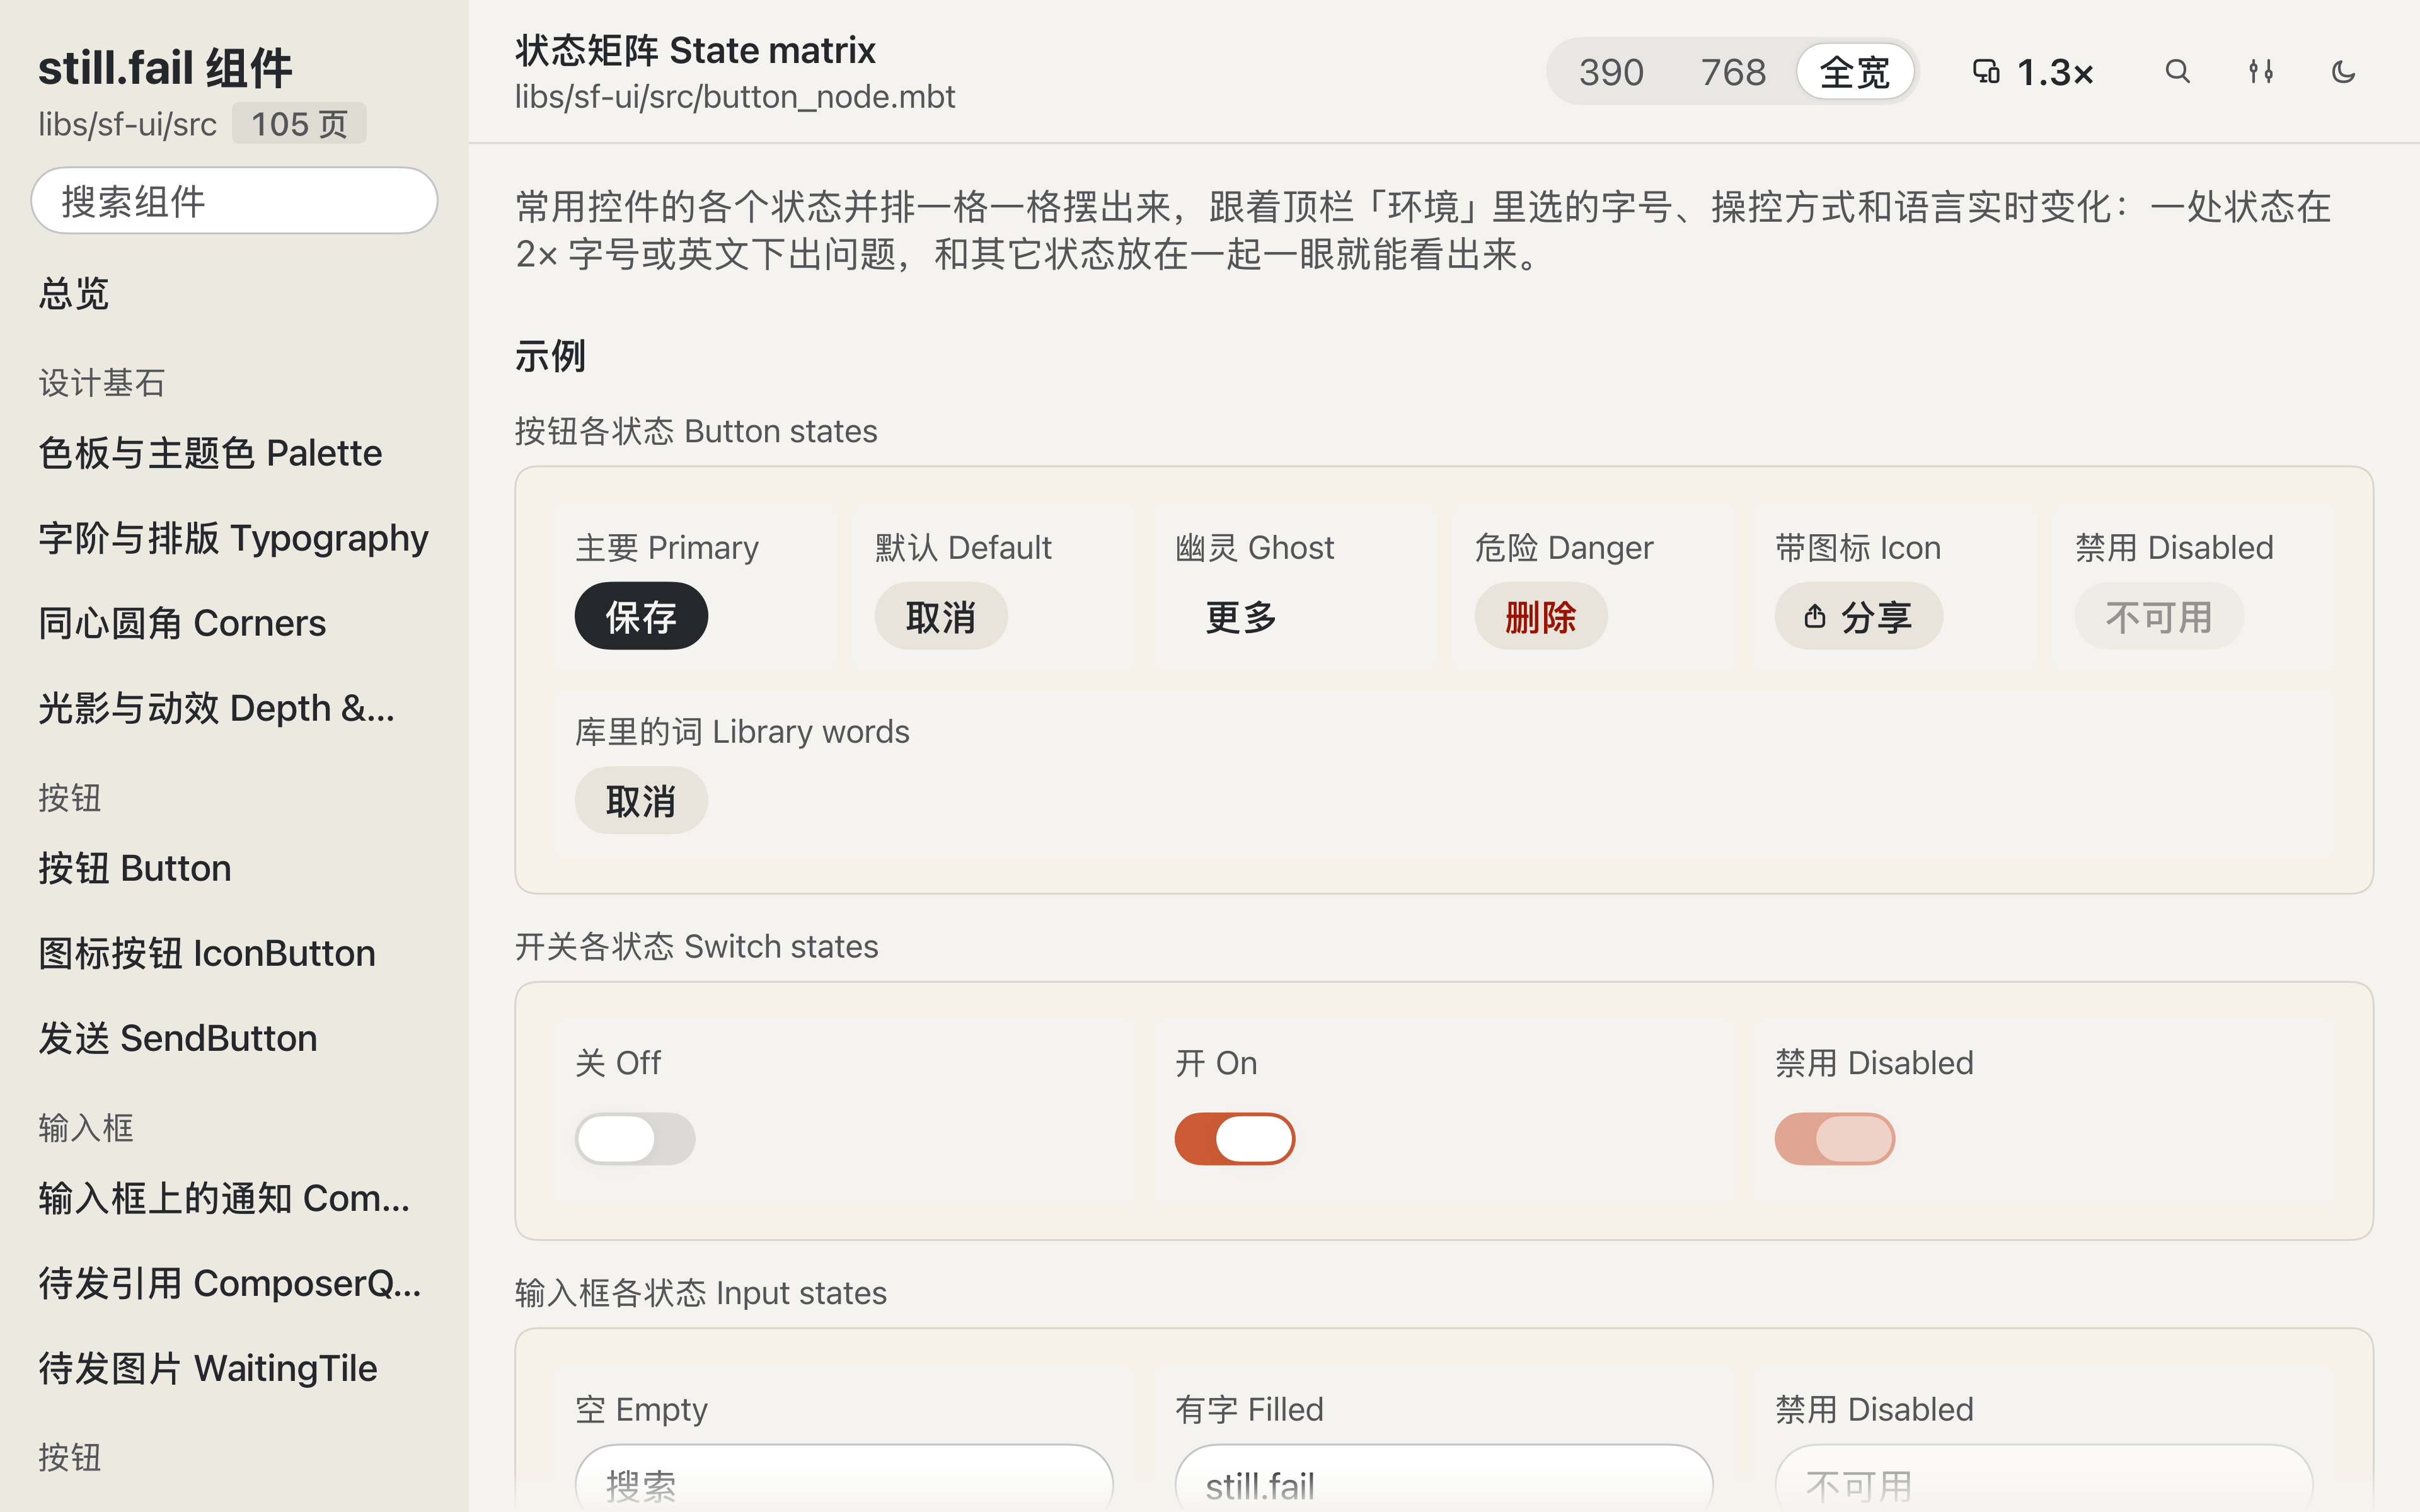 still.fail 组件
libs/sf-ui/src 105 页
搜索组件
总览
设计基石
色板与主题色 Palette
字阶与排版 Typography
同心圆角 Corners
光影与动效 Depth &...
按钮
按钮 Button
图标按钮 IconButton
发送 SendButton
输入框
输入框上的通知 Com...
待发引用 ComposerQ...
待发图片 WaitingTile
按钮
状态矩阵 State matrix
libs/sf-ui/src/button_node.mbt
390 768 全宽 1.3×
常用控件的各个状态并排一格一格摆出来，跟着顶栏「环境」里选的字号、操控方式和语言实时变化：一处状态在
2× 字号或英文下出问题，和其它状态放在一起一眼就能看出来。
示例
按钮各状态 Button states
主要 Primary 默认 Default 幽灵 Ghost 危险 Danger 带图标 Icon 禁用 Disabled
保存 取消 更多 删除 分享 不可用
库里的词 Library words
取消
开关各状态 Switch states
关 Off 开 On 禁用 Disabled
输入框各状态 Input states
空 Empty 有字 Filled 禁用 Disabled
搜索 still.fail 不可用